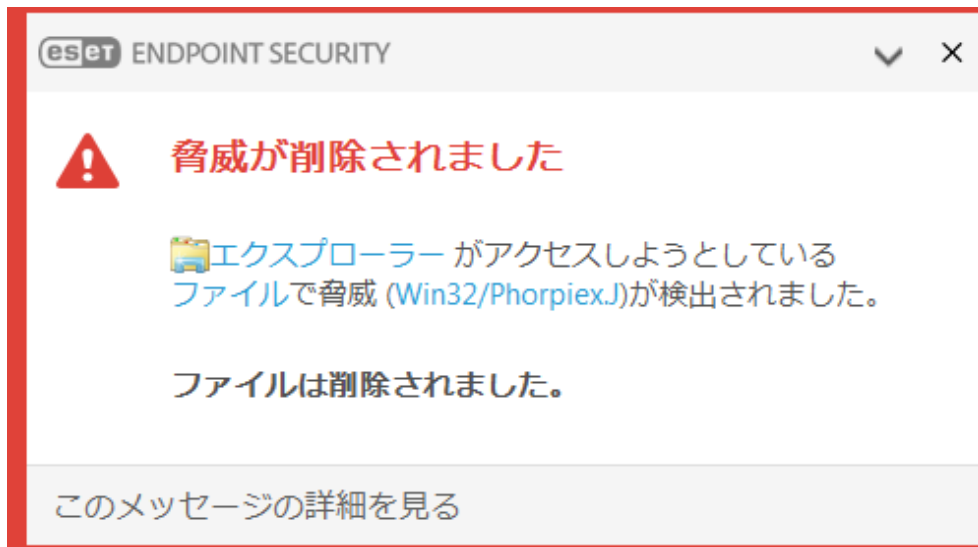 eseT ENDPOINT SECURITY
脅威が削除されました
エクスプローラー がアクセスしようとしている
ファイルで脅威 (Win32/Phorpiex.J)が検出されました。
ファイルは削除されました。
このメッセージの詳細を見る